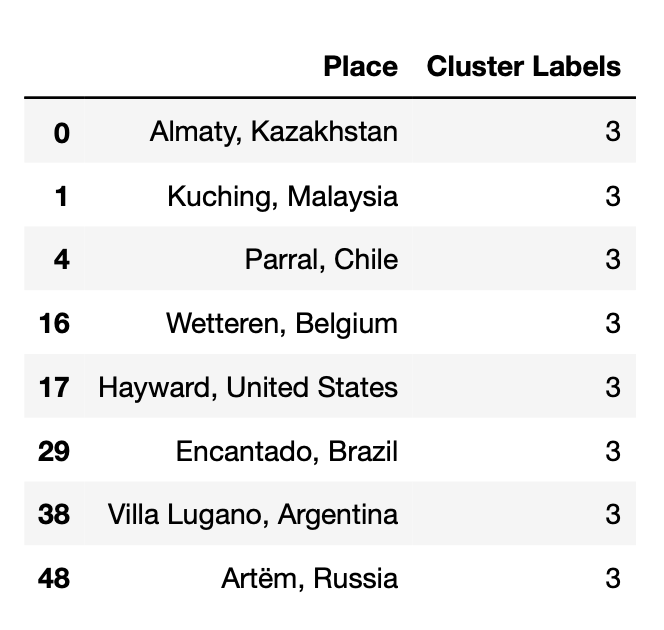 Place Cluster Labels
0 Almaty, Kazakhstan 3
1 Kuching, Malaysia 3
4 Parral, Chile 3
16 Wetteren, Belgium 3
17 Hayward, United States 3
29 Encantado, Brazil 3
38 Villa Lugano, Argentina 3
48 Artëm, Russia 3